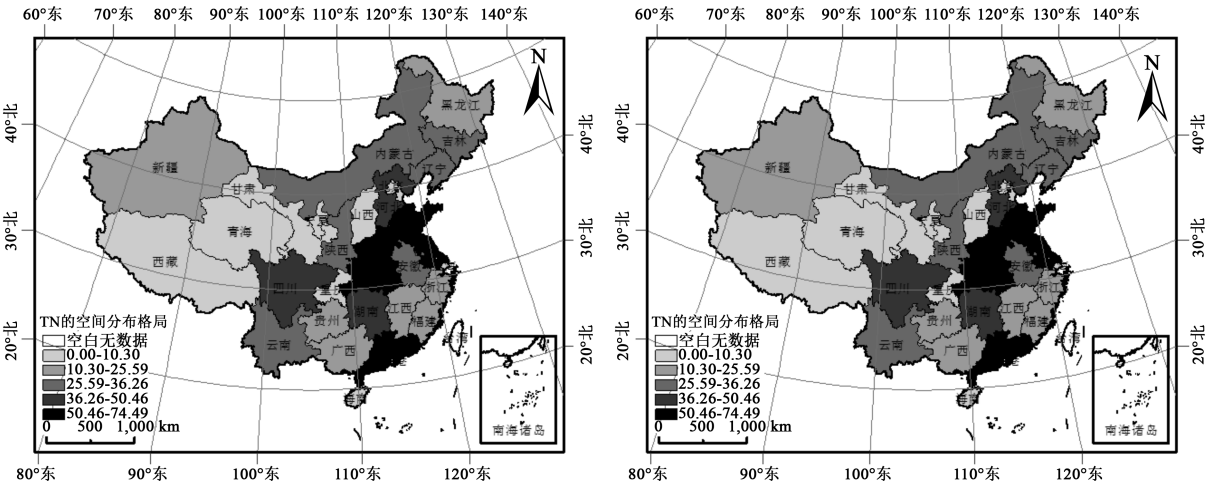 60°东 70°东 80°东 90°东 100°东 110°东 120°东 130°东 140°东
40°北
30°北
20°北
40°北
30°北
20°北
N
黑龙江
吉林
辽宁
内蒙古
新疆
甘肃
山西
青海
陕西
西藏
四川
安徽
浙江
湖南
江西
贵州
福建
云南
广西
TN的空间分布格局
空白无数据
0.00-10.30
10.30-25.59
25.59-36.26
36.26-50.46
50.46-74.49
0 500 1,000 km
南海诸岛
80°东 90°东 100°东 110°东 120°东
60°东 70°东 80°东 90°东 100°东 110°东 120°东 130°东 140°东
40°北
30°北
20°北
40°北
30°北
20°北
N
黑龙江
吉林
辽宁
内蒙古
新疆
甘肃
山西
青海
陕西
西藏
四川
安徽
浙江
湖南
江西
贵州
福建
云南
广西
TN的空间分布格局
空白无数据
0.00-10.30
10.30-25.59
25.59-36.26
36.26-50.46
50.46-74.49
0 500 1,000 km
南海诸岛
80°东 90°东 100°东 110°东 120°东